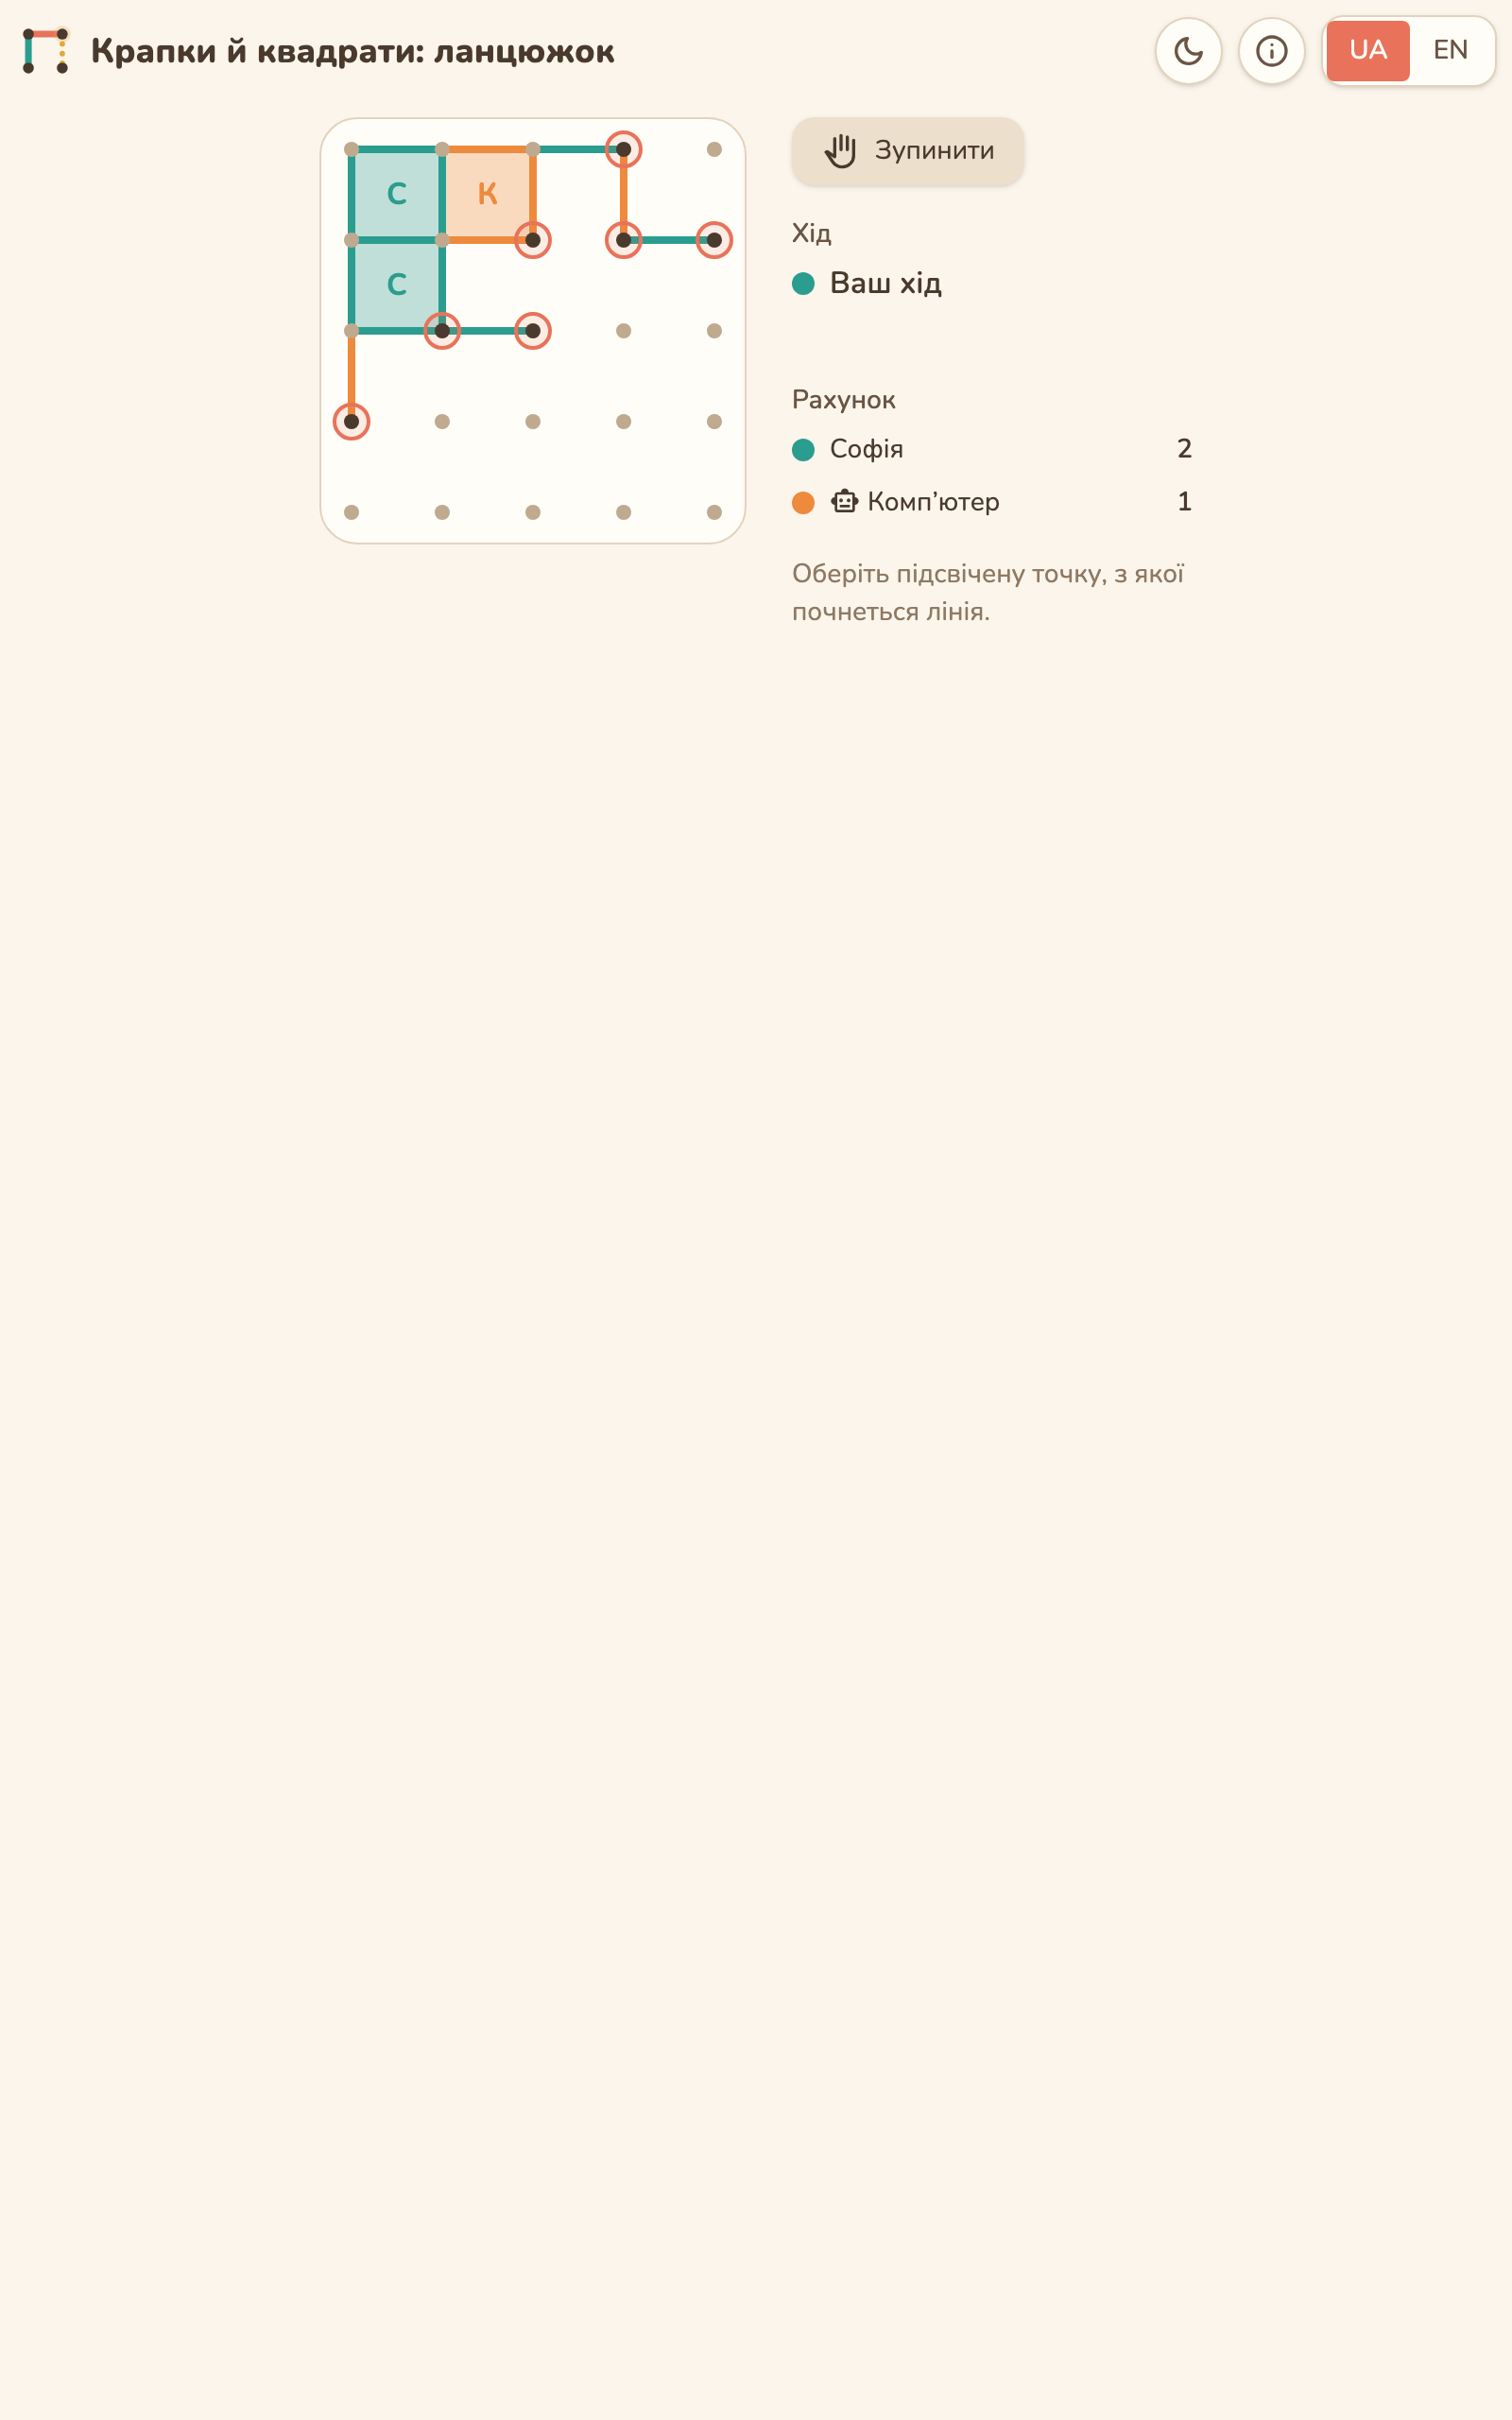 Крапки й квадрати: ланцюжок
UA
EN
С
К
С
Зупинити
Хід
Ваш хід
Рахунок
Софія 2
Комп'ютер 1
Оберіть підсвічену точку, з якої
почнеться лінія.